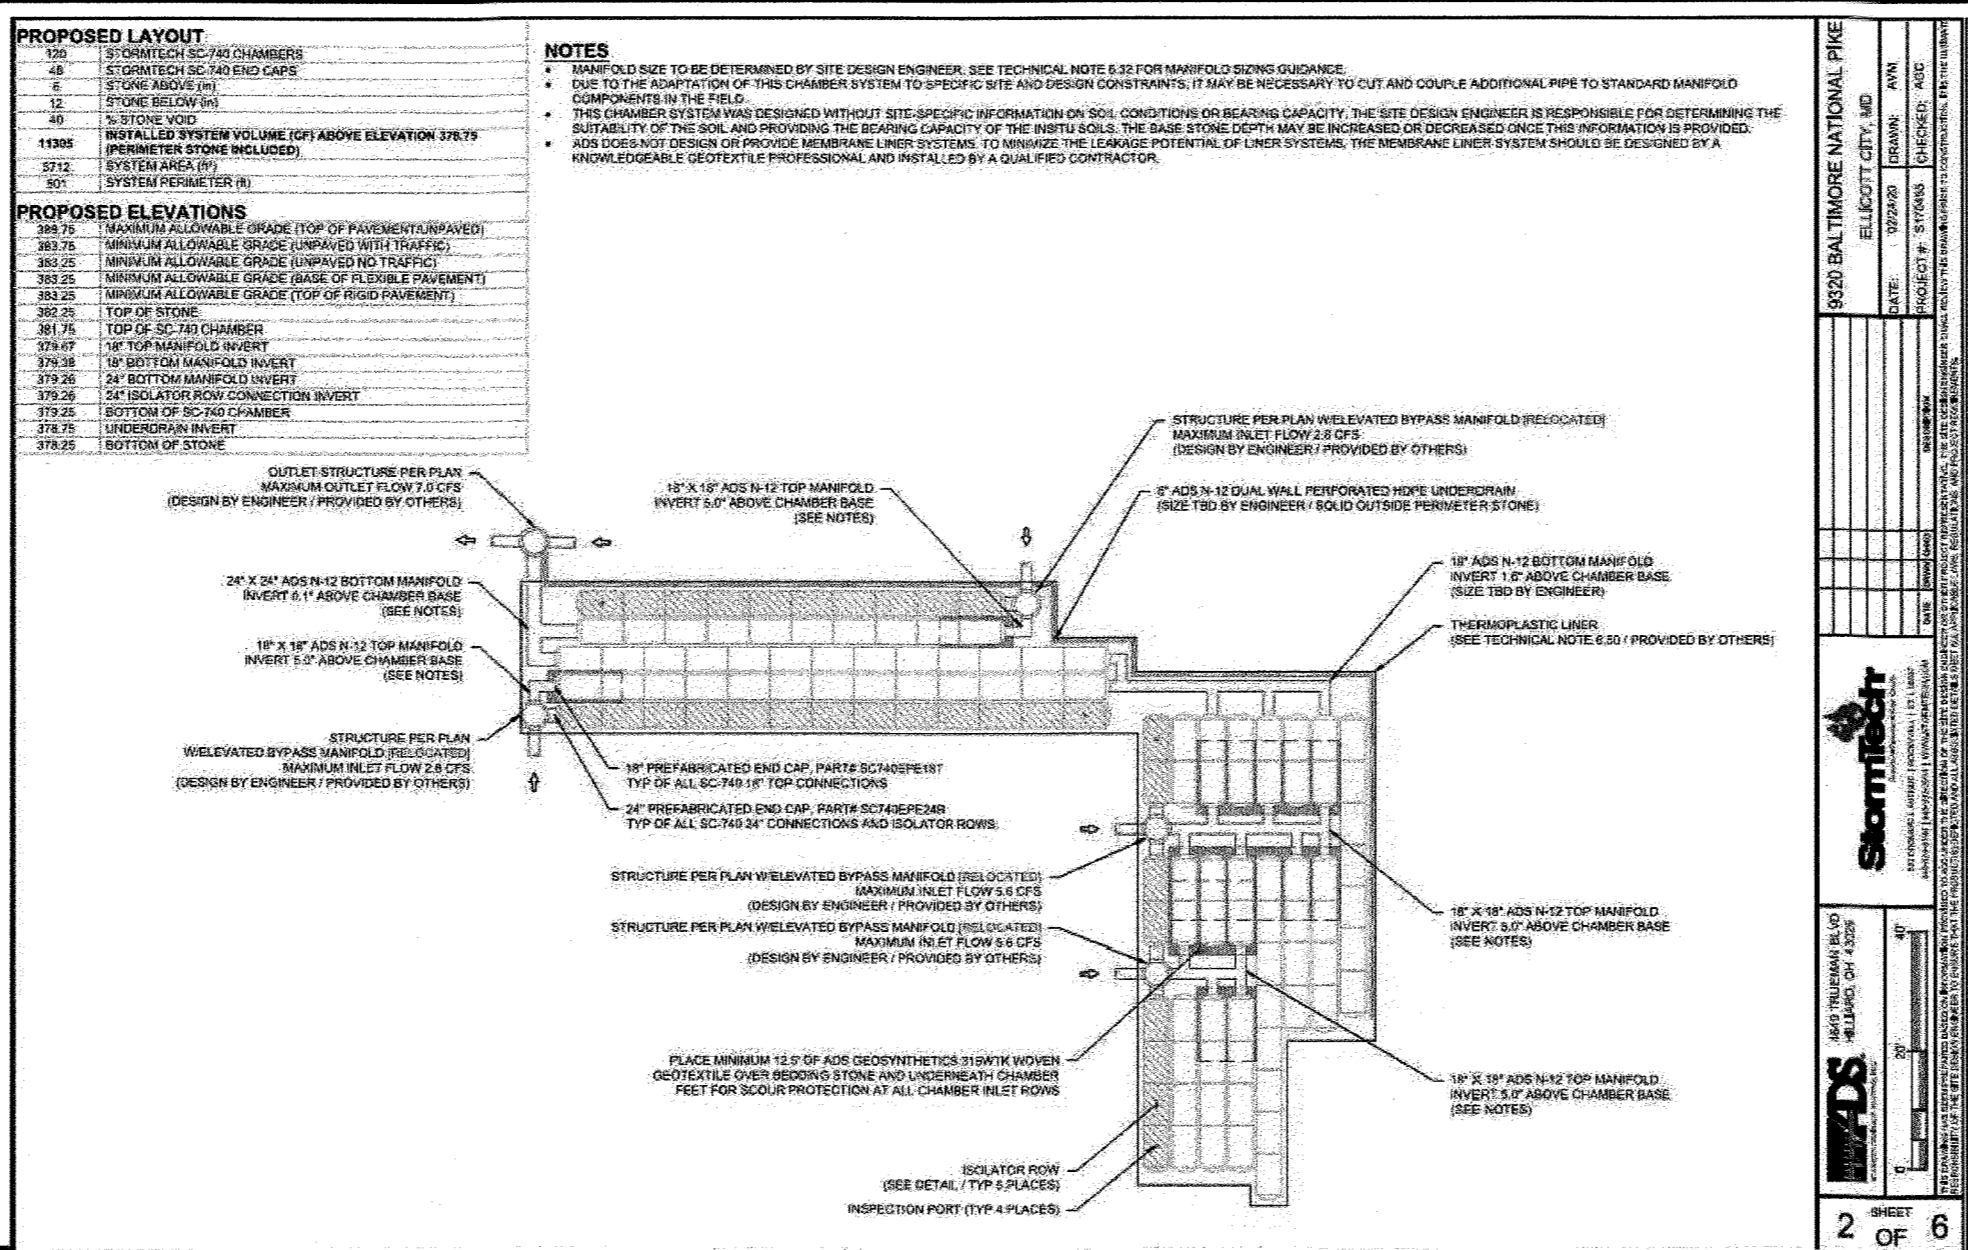 PROPOSED LAYOUT
120 STORMTECH SC-740 CHAMBERS
48 STORMTECH SC-740 END CAPS
6 STONE ABOVE (in)
12 STONE BELOW (in)
40 % STONE VOID
11305 INSTALLED SYSTEM VOLUME (CF) ABOVE ELEVATION 378.75
(PERIMETER STONE INCLUDED)
5712 SYSTEM AREA (ft²)
501 SYSTEM PERIMETER (ft)
PROPOSED ELEVATIONS
MAXIMUM ALLOWABLE GRADE (TOP OF PAVEMENT/UNPAVED)
383.75 MINIMUM ALLOWABLE GRADE (UNPAVED WITH TRAFFIC)
383.25 MINIMUM ALLOWABLE GRADE (UNPAVED NO TRAFFIC)
383.25 MINIMUM ALLOWABLE GRADE (BASE OF FLEXIBLE PAVEMENT)
383.25 MINIMUM ALLOWABLE GRADE (TOP OF RIGID PAVEMENT)
382.25 TOP OF STONE
381.75 TOP OF SC-740 CHAMBER
379.67 18" TOP MANIFOLD INVERT
379.38 18" BOTTOM MANIFOLD INVERT
379.26 24" BOTTOM MANIFOLD INVERT
379.26 24" ISOLATOR ROW CONNECTION INVERT
379.25 BOTTOM OF SC-740 CHAMBER
378.75 UNDERDRAIN INVERT
378.25 BOTTOM OF STONE
NOTES
• MANIFOLD SIZE TO BE DETERMINED BY SITE DESIGN ENGINEER. SEE TECHNICAL NOTE 6.32 FOR MANIFOLD SIZING GUIDANCE.
• DUE TO THE ADAPTATION OF THIS CHAMBER SYSTEM TO SPECIFIC SITE AND DESIGN CONSTRAINTS, IT MAY BE NECESSARY TO CUT AND COUPLE ADDITIONAL PIPE TO STANDARD MANIFOLD
COMPONENTS IN THE FIELD.
• THIS CHAMBER SYSTEM WAS DESIGNED WITHOUT SITE-SPECIFIC INFORMATION ON SOIL CONDITIONS OR BEARING CAPACITY. THE SITE DESIGN ENGINEER IS RESPONSIBLE FOR DETERMINING THE
SUITABILITY OF THE SOIL AND PROVIDING THE BEARING CAPACITY OF THE INSITU SOILS. THE BASE STONE DEPTH MAY BE INCREASED OR DECREASED ONCE THIS INFORMATION IS PROVIDED.
• ADS DOES NOT DESIGN OR PROVIDE MEMBRANE LINER SYSTEMS. TO MINIMIZE THE LEAKAGE POTENTIAL OF LINER SYSTEMS, THE MEMBRANE LINER SYSTEM SHOULD BE DESIGNED BY A
KNOWLEDGEABLE GEOTEXTILE PROFESSIONAL AND INSTALLED BY A QUALIFIED CONTRACTOR.
OUTLET STRUCTURE PER PLAN
MAXIMUM OUTLET FLOW 7.0 CFS
(DESIGN BY ENGINEER / PROVIDED BY OTHERS)
18" X 18" ADS N-12 TOP MANIFOLD
INVERT 5.0" ABOVE CHAMBER BASE
(SEE NOTES)
STRUCTURE PER PLAN W/ELEVATED BYPASS MANIFOLD [RELOCATED]
MAXIMUM INLET FLOW 2.8 CFS
(DESIGN BY ENGINEER / PROVIDED BY OTHERS)
6" ADS N-12 DUAL WALL PERFORATED HDPE UNDERDRAIN
(SIZE TBD BY ENGINEER / SOLID OUTSIDE PERIMETER STONE)
24" X 24" ADS N-12 BOTTOM MANIFOLD
INVERT 0.1" ABOVE CHAMBER BASE
(SEE NOTES)
18" X 18" ADS N-12 TOP MANIFOLD
INVERT 5.0" ABOVE CHAMBER BASE
(SEE NOTES)
STRUCTURE PER PLAN
W/ELEVATED BYPASS MANIFOLD [RELOCATED]
MAXIMUM INLET FLOW 2.8 CFS
(DESIGN BY ENGINEER / PROVIDED BY OTHERS)
18" ADS N-12 BOTTOM MANIFOLD
INVERT 1.6" ABOVE CHAMBER BASE
(SIZE TBD BY ENGINEER)
THERMOPLASTIC LINER
(SEE TECHNICAL NOTE 6.50 / PROVIDED BY OTHERS)
18" PREFABRICATED END CAP, PART# SC740EPE18T
TYP OF ALL SC-740 18" TOP CONNECTIONS
24" PREFABRICATED END CAP, PART# SC740EPE24B
TYP OF ALL SC-740 24" CONNECTIONS AND ISOLATOR ROWS
STRUCTURE PER PLAN W/ELEVATED BYPASS MANIFOLD [RELOCATED]
MAXIMUM INLET FLOW 5.6 CFS
(DESIGN BY ENGINEER / PROVIDED BY OTHERS)
STRUCTURE PER PLAN W/ELEVATED BYPASS MANIFOLD [RELOCATED]
MAXIMUM INLET FLOW 5.6 CFS
(DESIGN BY ENGINEER / PROVIDED BY OTHERS)
18" X 18" ADS N-12 TOP MANIFOLD
INVERT 5.0" ABOVE CHAMBER BASE
(SEE NOTES)
PLACE MINIMUM 12.5' OF ADS GEOSYNTHETICS 315WTK WOVEN
GEOTEXTILE OVER BEDDING STONE AND UNDERNEATH CHAMBER
FEET FOR SCOUR PROTECTION AT ALL CHAMBER INLET ROWS
18" X 18" ADS N-12 TOP MANIFOLD
INVERT 5.0" ABOVE CHAMBER BASE
(SEE NOTES)
ISOLATOR ROW
(SEE DETAIL / TYP 5 PLACES)
INSPECTION PORT (TYP 4 PLACES)
9320 BALTIMORE NATIONAL PIKE
ELLICOTT CITY, MD
DATE: 02/24/20 DRAWN: AVM
PROJECT #: S170455 CHECKED: AGC
DATE DRWN CHKD DESCRIPTION
StormTech
ADS
4640 TRUEMAN BLVD
HILLIARD, OH 43026
0 20' 40'
SHEET
2 OF 6